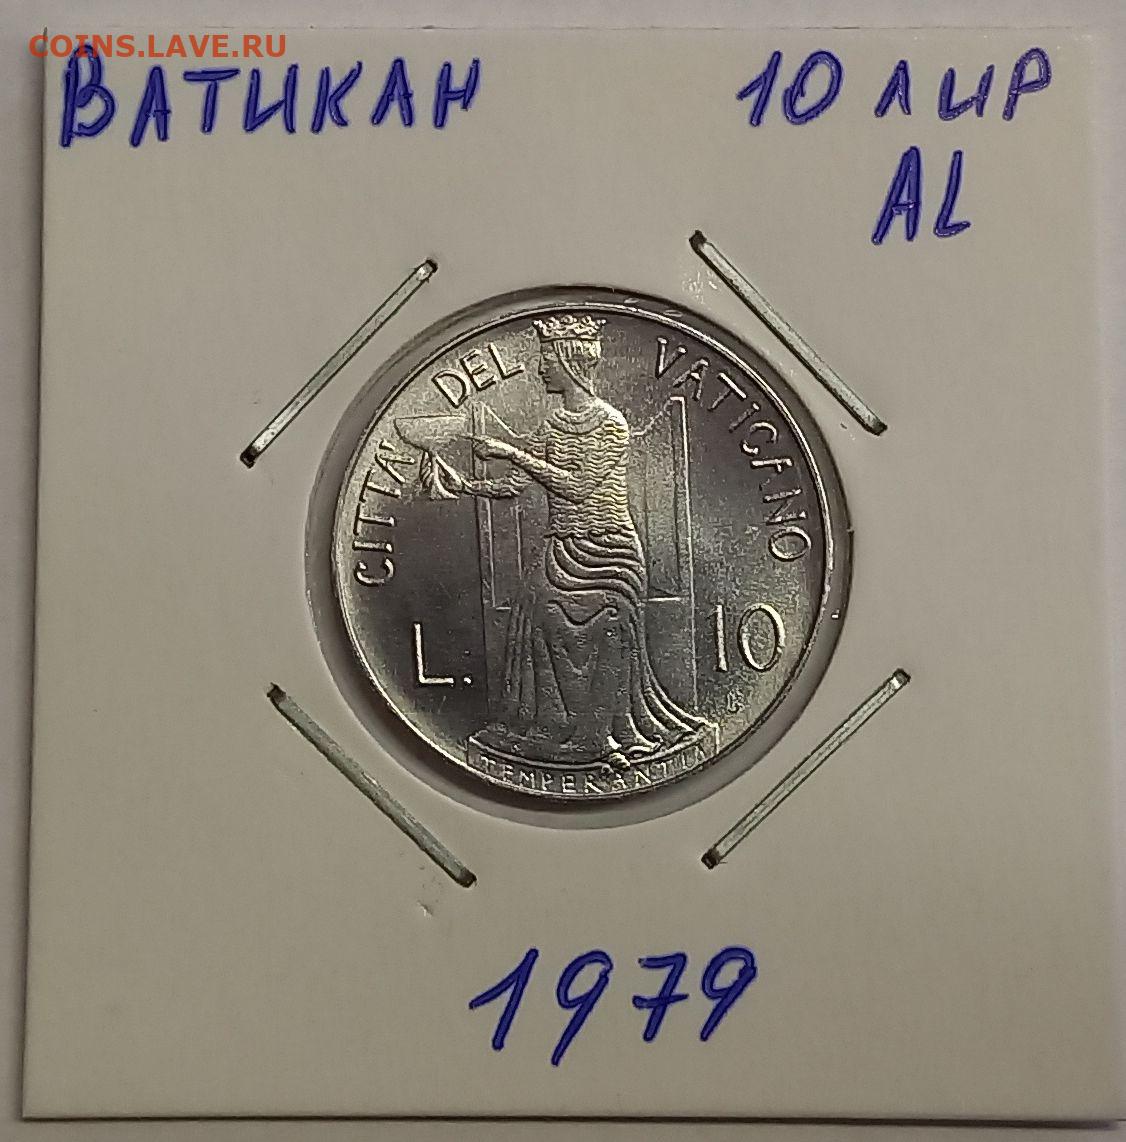 COINS.LAVE.RU
ВАТИКАН
10 ЛИР
AL
CITTA' DEL VATICANO
L. 10
TEMPERANTIA
1979